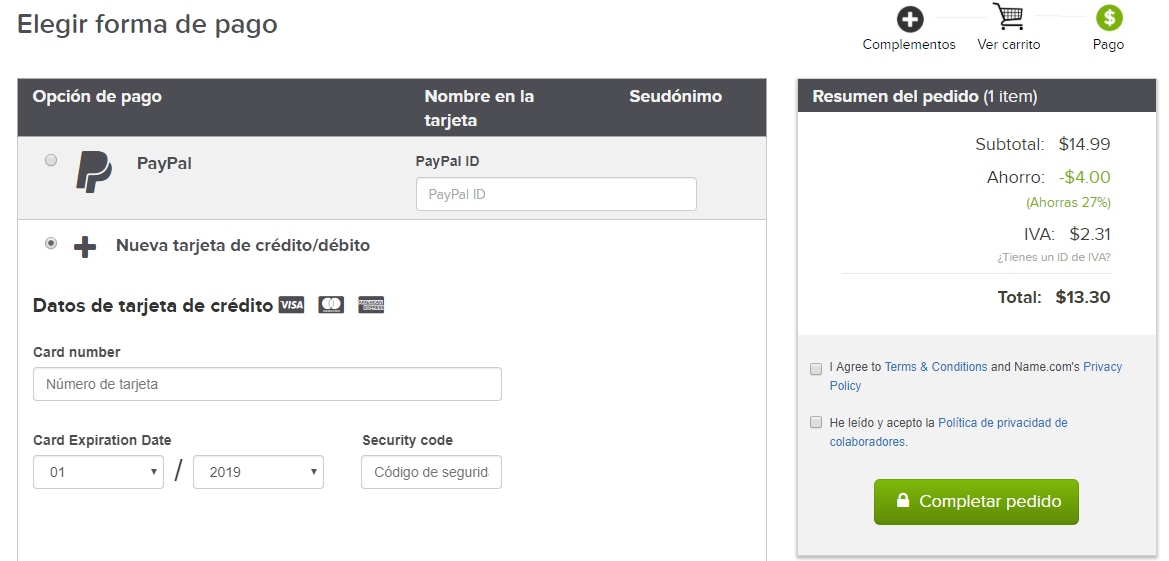 Elegir forma de pago
Complementos
Ver carrito
$
Pago
Opción de pago
Nombre en la
tarjeta
Seudónimo
PayPal
PayPal ID
PayPal ID
Nueva tarjeta de crédito/débito
Datos de tarjeta de crédito VISA
Card number
Número de tarjeta
Card Expiration Date
Security code
01 / 2019
Código de segurid
Resumen del pedido (1 item)
Subtotal: $14.99
Ahorro: -$4.00
(Ahorras 27%)
IVA: $2.31
¿Tienes un ID de IVA?
Total: $13.30
I Agree to Terms & Conditions and Name.com's Privacy
Policy
He leído y acepto la Política de privacidad de
colaboradores.
Completar pedido